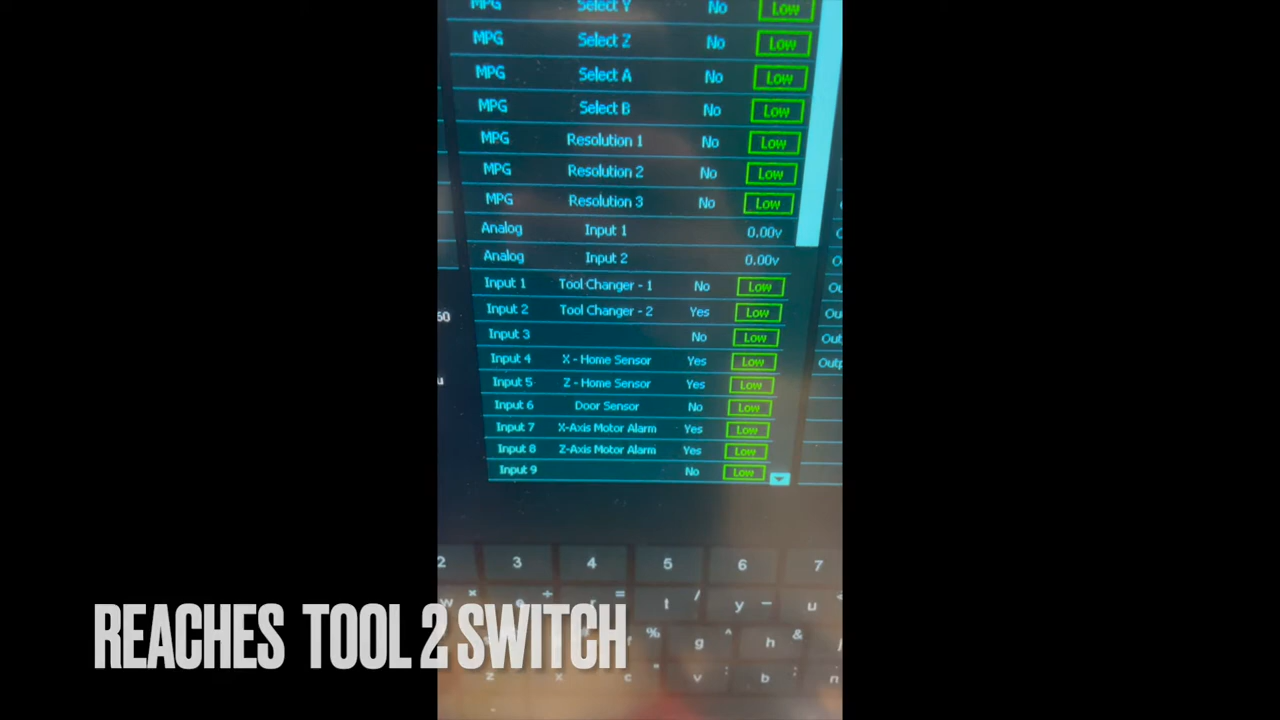 MPG Select Y No Low
MPG Select Z No Low
MPG Select A No Low
MPG Select B No Low
MPG Resolution 1 No Low
MPG Resolution 2 No Low
MPG Resolution 3 No Low
Analog Input 1 0.00v
Analog Input 2 0.00v
Input 1 Tool Changer - 1 No Low
Input 2 Tool Changer - 2 Yes Low
Input 3 No Low
Input 4 X - Home Sensor Yes Low
Input 5 Z - Home Sensor Yes Low
Input 6 Door Sensor No Low
Input 7 X-Axis Motor Alarm Yes Low
Input 8 Z-Axis Motor Alarm Yes Low
Input 9 No Low
60
u
2 3 4 5 6 7
w × e ÷ r = t / y – u
% g ^ h &
z x c " v ' b : n
REACHES TOOL 2 SWITCH